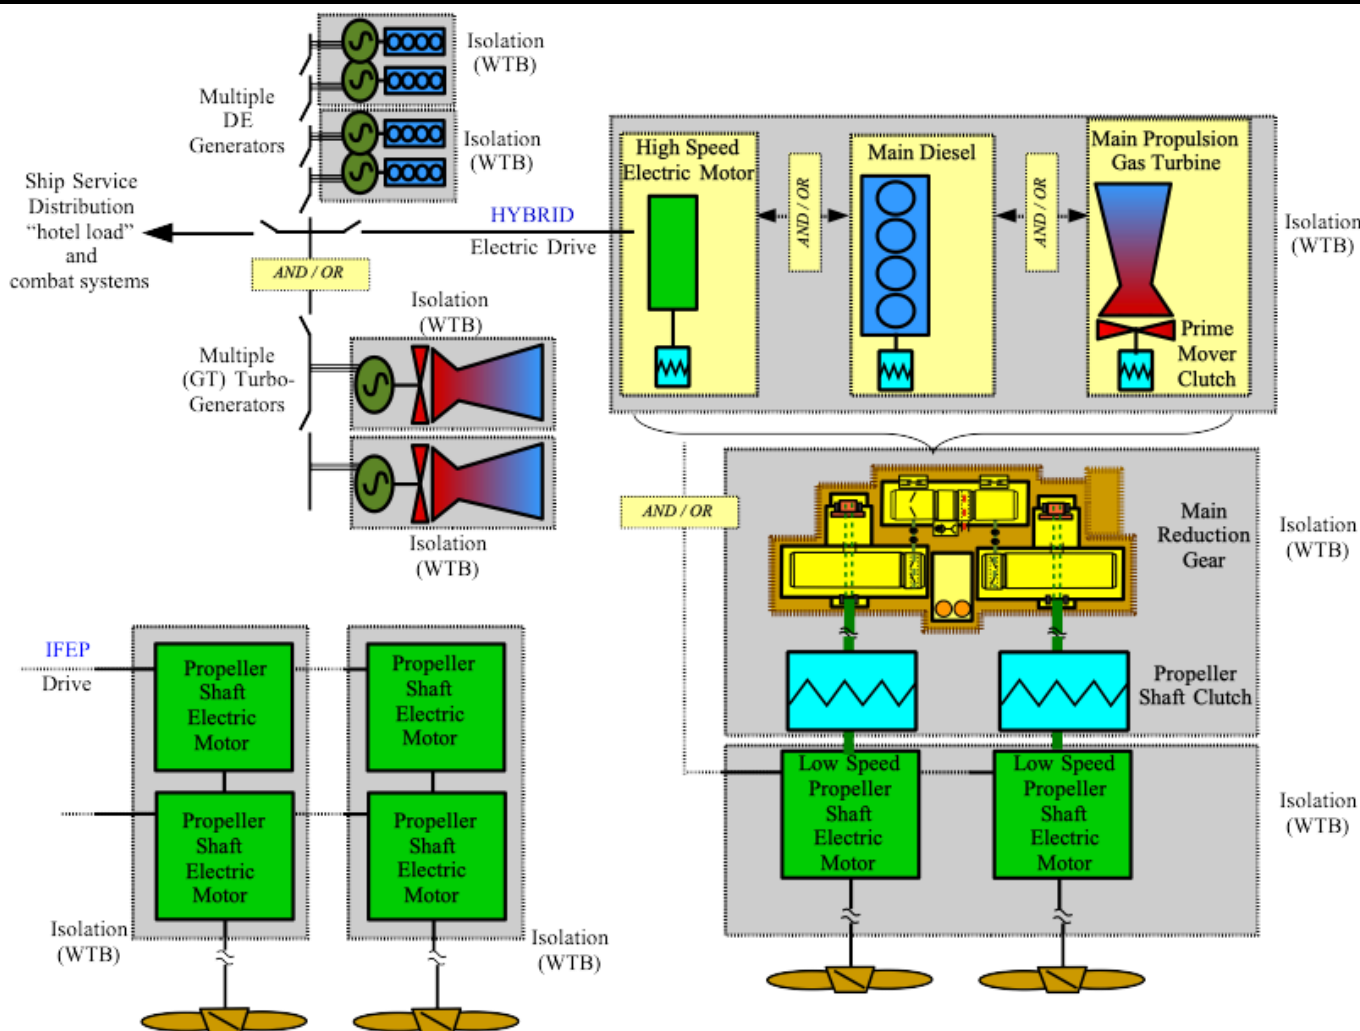 Isolation
(WTB)
Multiple
DE
Generators
Isolation
(WTB)
Ship Service
Distribution
“hotel load”
and
combat systems
HYBRID
Electric Drive
AND / OR
High Speed
Electric Motor
AND / OR
Main Diesel
AND / OR
Main Propulsion
Gas Turbine
Prime
Mover
Clutch
Isolation
(WTB)
Isolation
(WTB)
Multiple
(GT) Turbo-
Generators
Isolation
(WTB)
AND / OR
Main
Reduction
Gear
Isolation
(WTB)
Propeller
Shaft Clutch
IFEP
Drive
Propeller
Shaft
Electric
Motor
Propeller
Shaft
Electric
Motor
Propeller
Shaft
Electric
Motor
Propeller
Shaft
Electric
Motor
Isolation
(WTB)
Isolation
(WTB)
Low Speed
Propeller
Shaft
Electric
Motor
Low Speed
Propeller
Shaft
Electric
Motor
Isolation
(WTB)